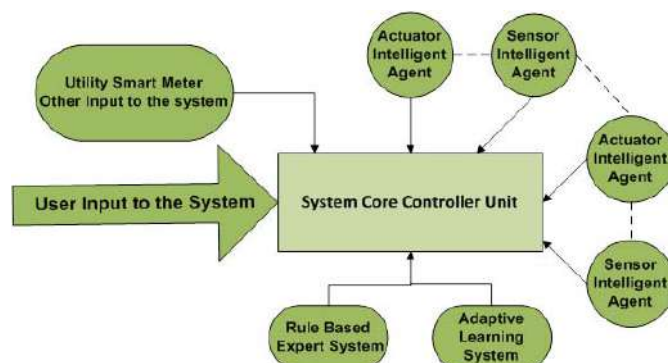 Actuator
Intelligent
Agent
Sensor
Intelligent
Agent
Utility Smart Meter
Other Input to the system
Actuator
Intelligent
Agent
User Input to the System
System Core Controller Unit
Sensor
Intelligent
Agent
Rule Based
Expert System
Adaptive
Learning
System